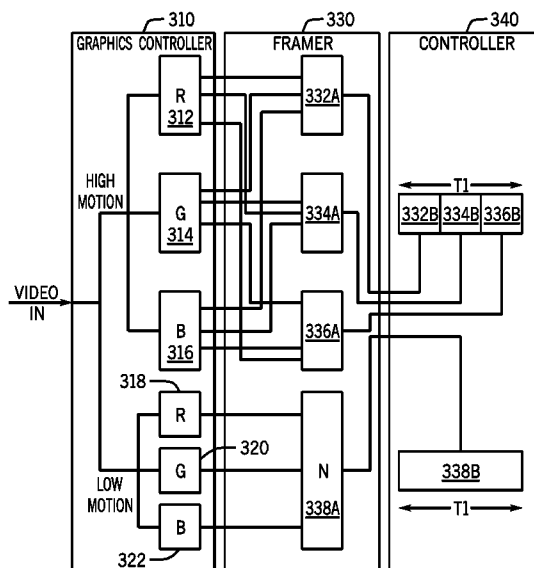 310
330
340
GRAPHICS CONTROLLER
FRAMER
CONTROLLER
R
312
332A
HIGH
MOTION
G
314
334A
T1
332B
334B
336B
VIDEO
IN
B
316
336A
318
R
320
G
N
338A
LOW
MOTION
B
322
338B
T1